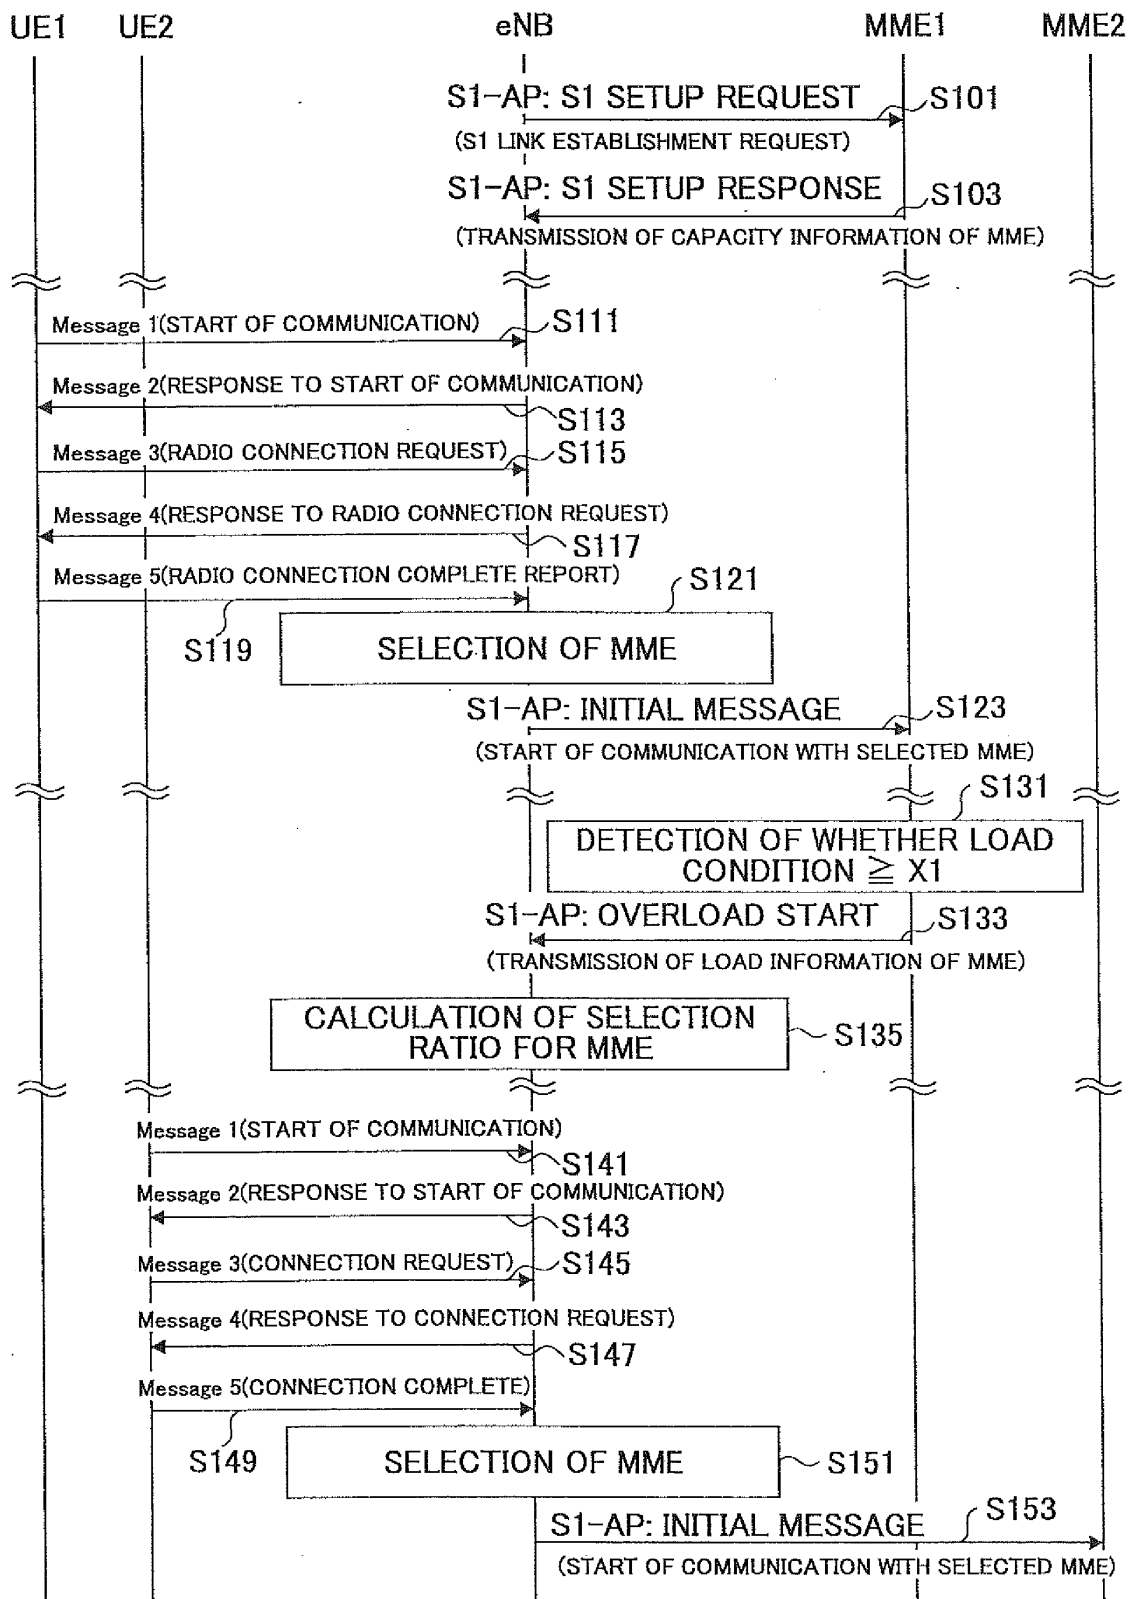 UE1 UE2 eNB MME1 MME2
S1-AP: S1 SETUP REQUEST S101
(S1 LINK ESTABLISHMENT REQUEST)
S1-AP: S1 SETUP RESPONSE S103
(TRANSMISSION OF CAPACITY INFORMATION OF MME)
Message 1(START OF COMMUNICATION) S111
Message 2(RESPONSE TO START OF COMMUNICATION)
S113
Message 3(RADIO CONNECTION REQUEST) S115
Message 4(RESPONSE TO RADIO CONNECTION REQUEST)
S117
Message 5(RADIO CONNECTION COMPLETE REPORT) S121
S119
SELECTION OF MME
S1-AP: INITIAL MESSAGE S123
(START OF COMMUNICATION WITH SELECTED MME)
S131
DETECTION OF WHETHER LOAD
CONDITION ≧ X1
S1-AP: OVERLOAD START S133
(TRANSMISSION OF LOAD INFORMATION OF MME)
CALCULATION OF SELECTION
RATIO FOR MME S135
Message 1(START OF COMMUNICATION)
S141
Message 2(RESPONSE TO START OF COMMUNICATION)
S143
Message 3(CONNECTION REQUEST) S145
Message 4(RESPONSE TO CONNECTION REQUEST)
S147
Message 5(CONNECTION COMPLETE)
S149
SELECTION OF MME S151
S1-AP: INITIAL MESSAGE S153
(START OF COMMUNICATION WITH SELECTED MME)